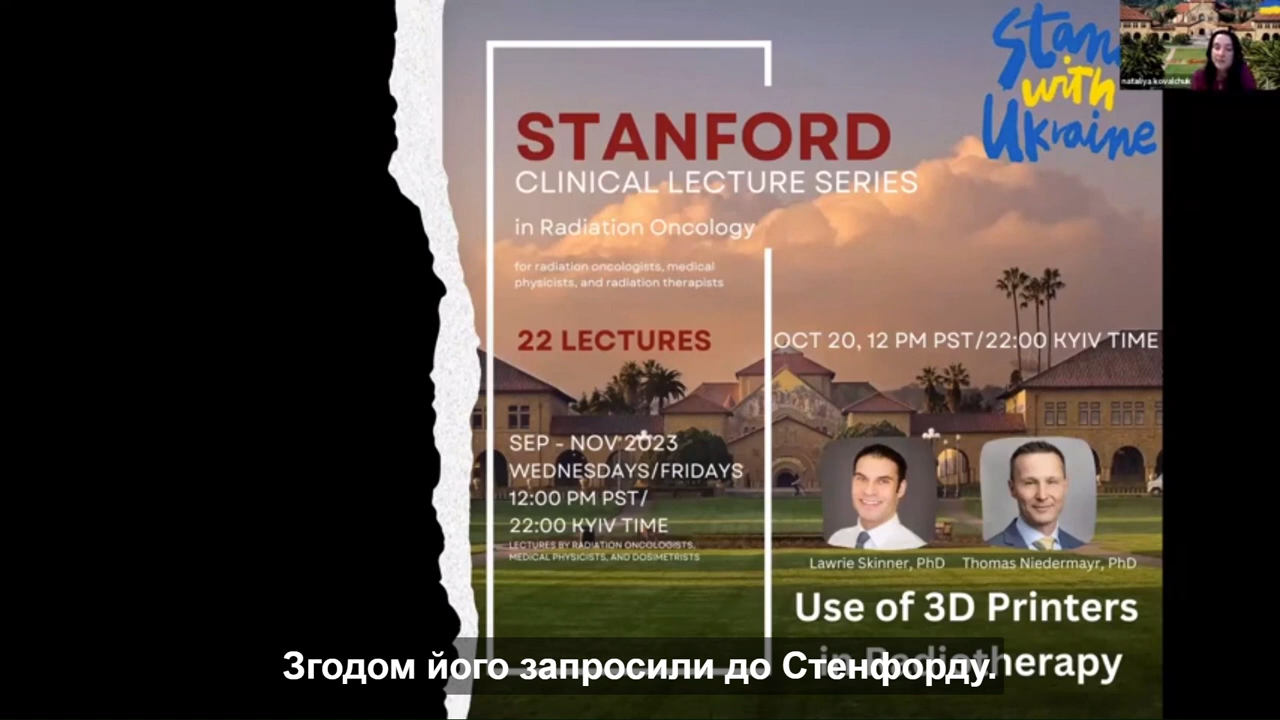 Stan
with
Ukraine
nataliya kovalchuk
STANFORD
CLINICAL LECTURE SERIES
in Radiation Oncology
for radiation oncologists, medical
physicists, and radiation therapists
22 LECTURES
OCT 20, 12 PM PST/22:00 KYIV TIME
SEP - NOV 2023
WEDNESDAYS/FRIDAYS
12:00 PM PST/
22:00 KYIV TIME
LECTURES BY RADIATION ONCOLOGISTS,
MEDICAL PHYSICISTS, AND DOSIMETRISTS
Lawrie Skinner, PhD
Thomas Niedermayr, PhD
Use of 3D Printers
in Radiotherapy
Згодом його запросили до Стенфорду.